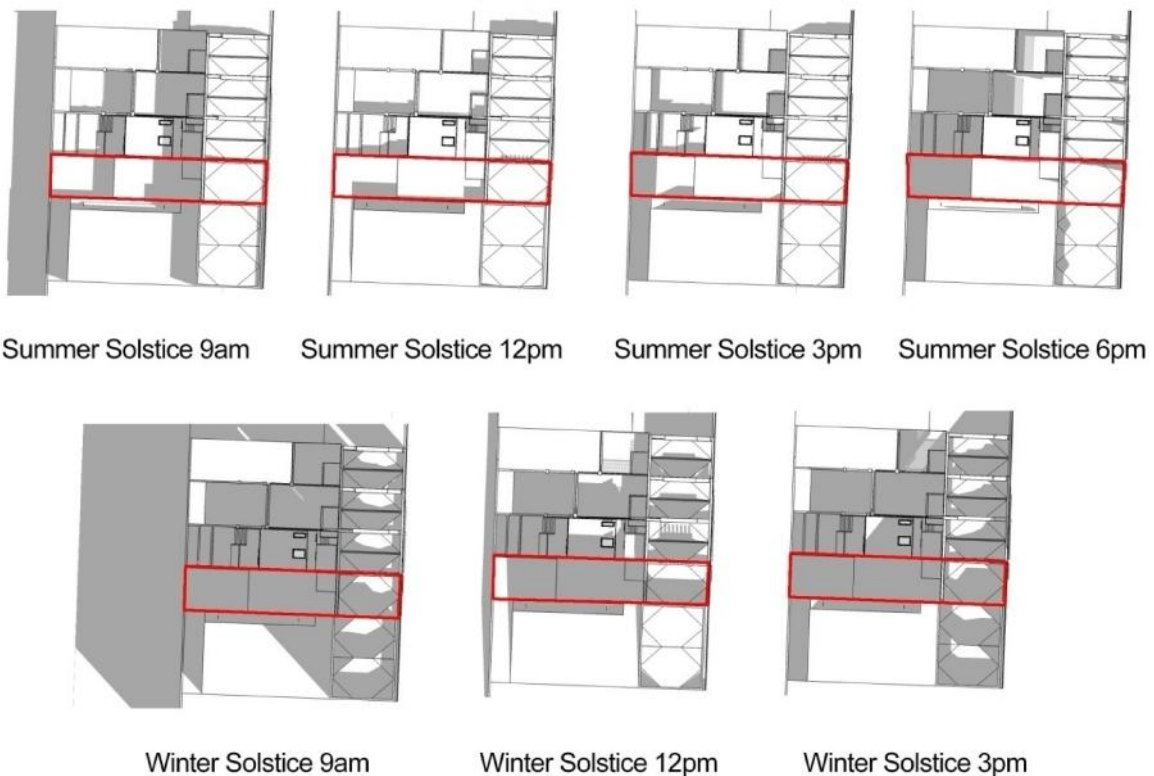 Summer Solstice 9am
Summer Solstice 12pm
Summer Solstice 3pm
Summer Solstice 6pm
Winter Solstice 9am
Winter Solstice 12pm
Winter Solstice 3pm